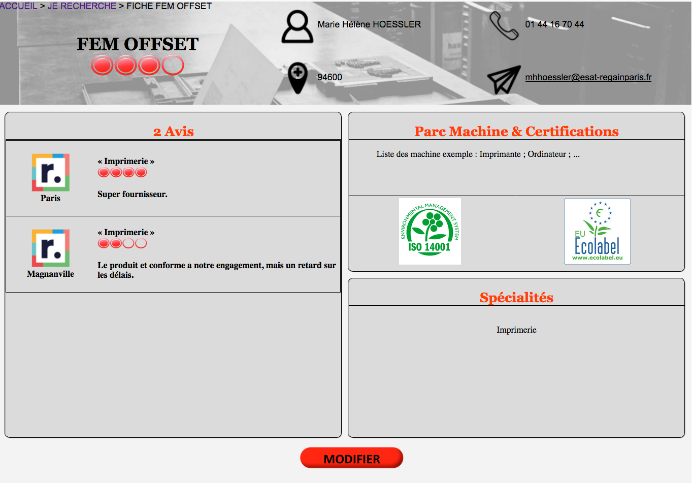 ACCUEIL > JE RECHERCHE > FICHE FEM OFFSET
FEM OFFSET
Marie Hélène HOESSLER
01 44 16 70 44
94600
mhhoessler@esat-regainparis.fr
2 Avis
r.
Paris
« Imprimerie »
Super fournisseur.
r.
Magnanville
« Imprimerie »
Le produit et conforme a notre engagement, mais un retard sur
les délais.
Parc Machine & Certifications
Liste des machine exemple : Imprimante ; Ordinateur ; ...
ENVIRONMENTAL MANAGEMENT SYSTEM
ISO 14001
€
EU
Ecolabel
www.ecolabel.eu
Spécialités
Imprimerie
MODIFIER